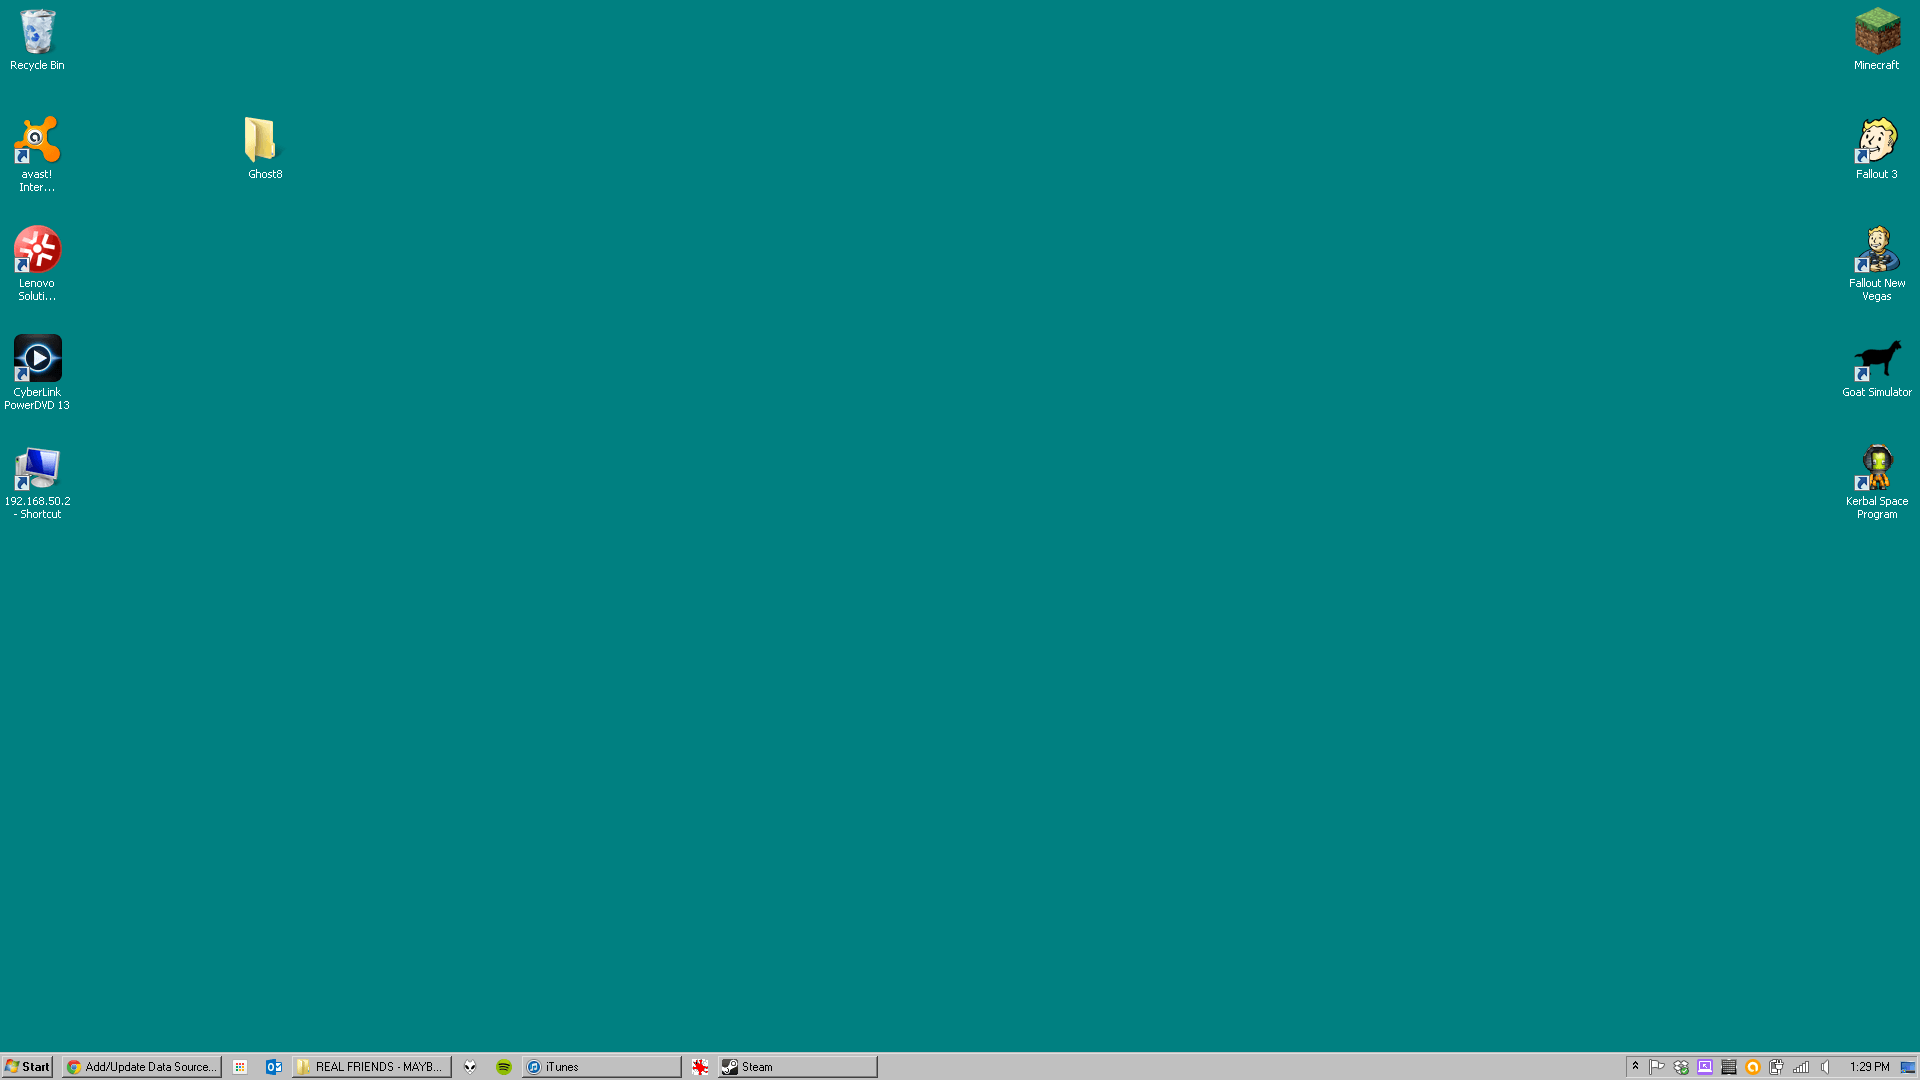 Recycle Bin
avast!
Inter...
Lenovo
Soluti...
CyberLink
PowerDVD 13
192.168.50.2
- Shortcut
Ghost8
Minecraft
Fallout 3
Fallout New
Vegas
Goat Simulator
Kerbal Space
Program
Start
Add/Update Data Source...
REAL FRIENDS - MAYB...
iTunes
Steam
1:29 PM